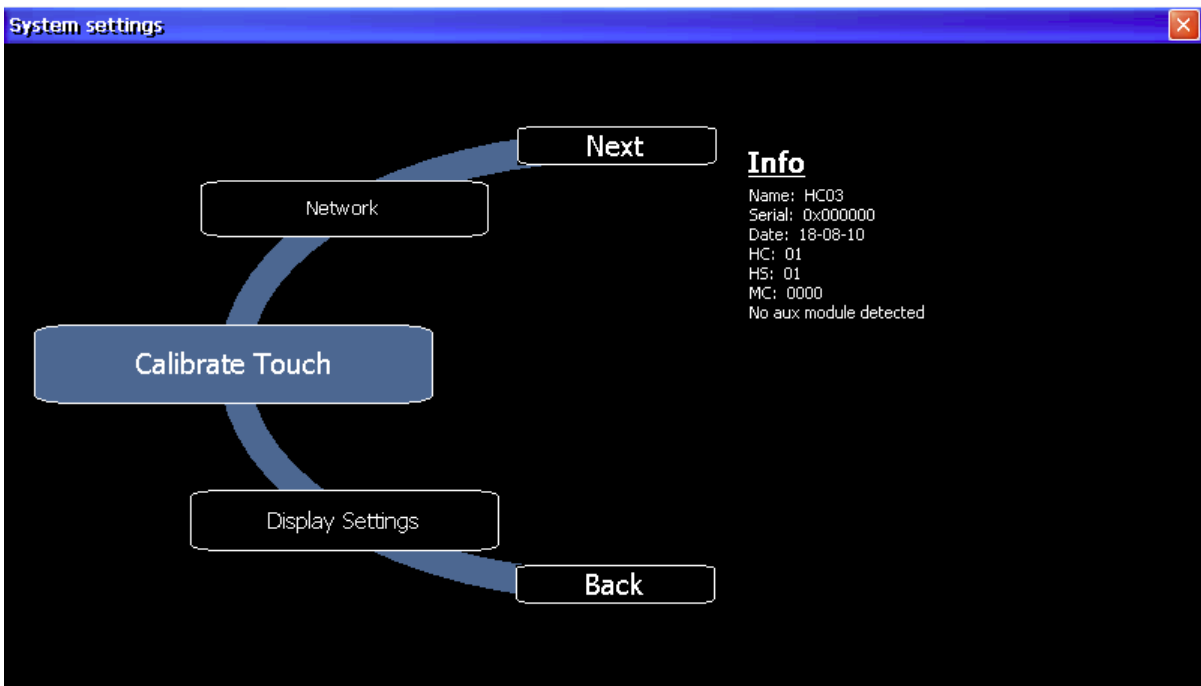 System settings
Next
Network
Calibrate Touch
Display Settings
Back
Info
Name: HC03
Serial: 0x000000
Date: 18-08-10
HC: 01
HS: 01
MC: 0000
No aux module detected